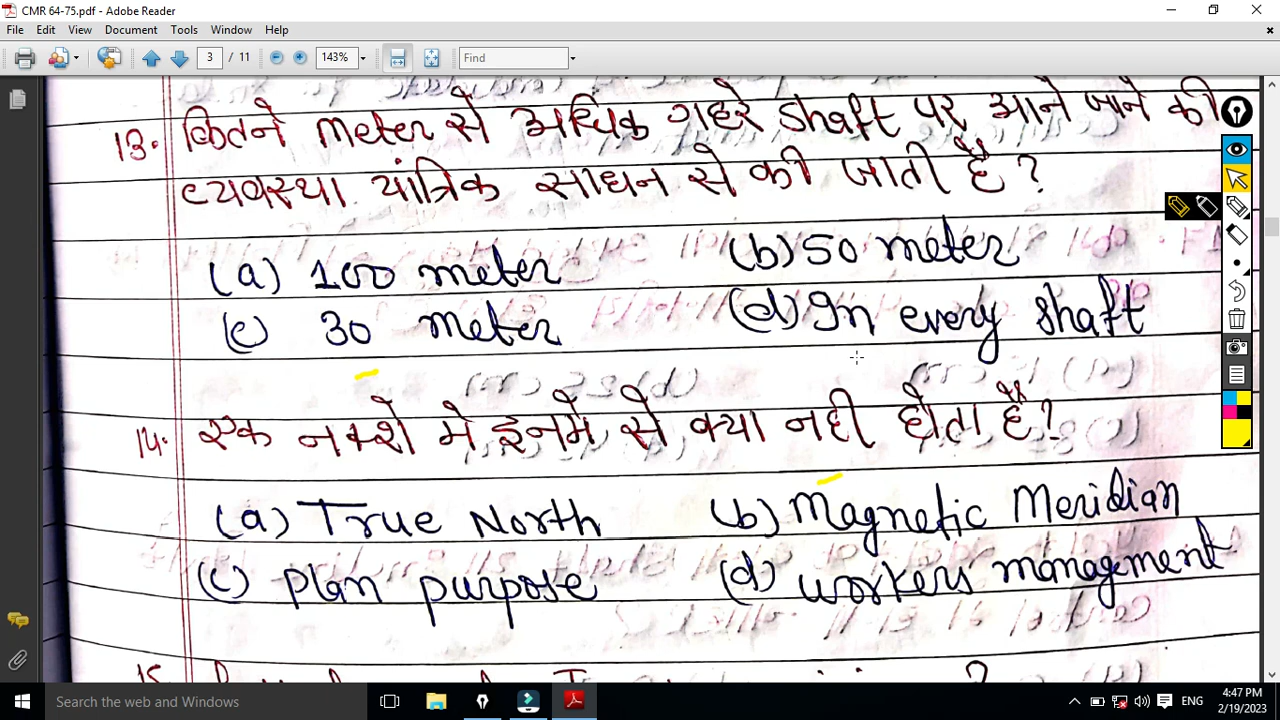 CMR 64-75.pdf - Adobe Reader
File Edit View Document Tools Window Help
3 / 11 143% Find
13. कितने meter से अधिक गहरे shaft पर आने जाने की
व्यवस्था यांत्रिक साधन से की जाती है ?
(a) 100 meter (b) 50 meter
(c) 30 meter (d) In every shaft
14. एक नक्शे मे इनमें से क्या नही होता है ?
(a) True North (b) Magnetic Meridian
(c) plan purpose (d) workers management
15.
Search the web and Windows
ENG
4:47 PM
2/19/2023